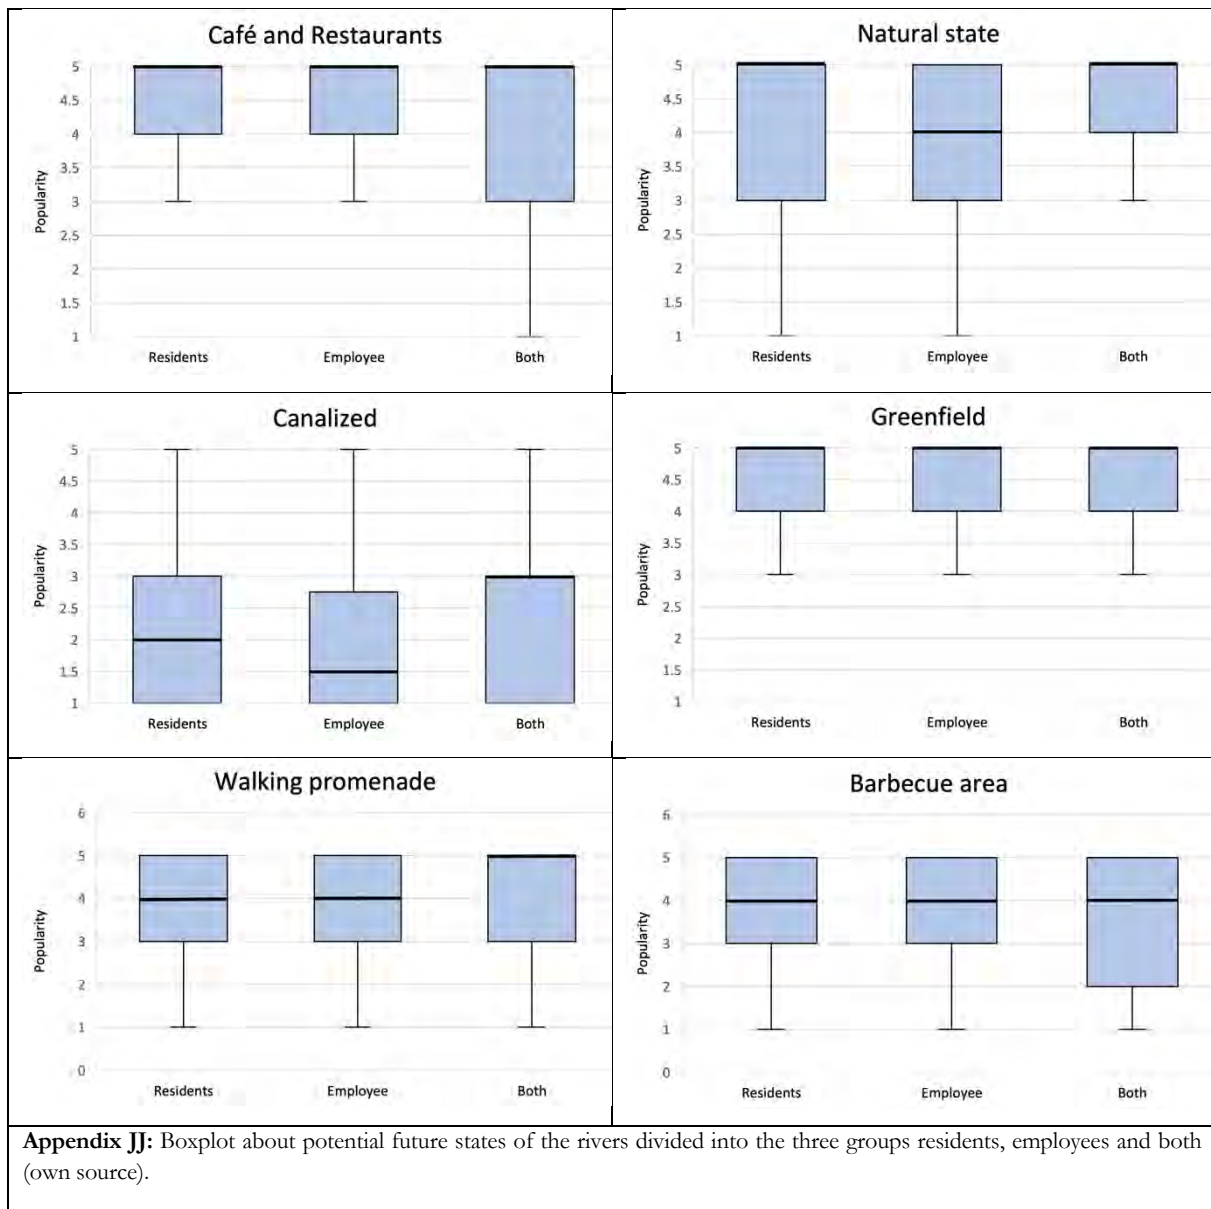 Café and Restaurants
5
4.5
4
3.5
3
2.5
2
1.5
1
Popularity
Residents Employee Both
Natural state
5
4.5
4
3.5
3
2.5
2
1.5
1
Popularity
Residents Employee Both
Canalized
5
4.5
4
3.5
3
2.5
2
1.5
1
Popularity
Residents Employee Both
Greenfield
5
4.5
4
3.5
3
2.5
2
1.5
1
Popularity
Residents Employee Both
Walking promenade
6
5
4
3
2
1
0
Popularity
Residents Employee Both
Barbecue area
6
5
4
3
2
1
0
Popularity
Residents Employee Both
Appendix JJ: Boxplot about potential future states of the rivers divided into the three groups residents, employees and both
(own source).